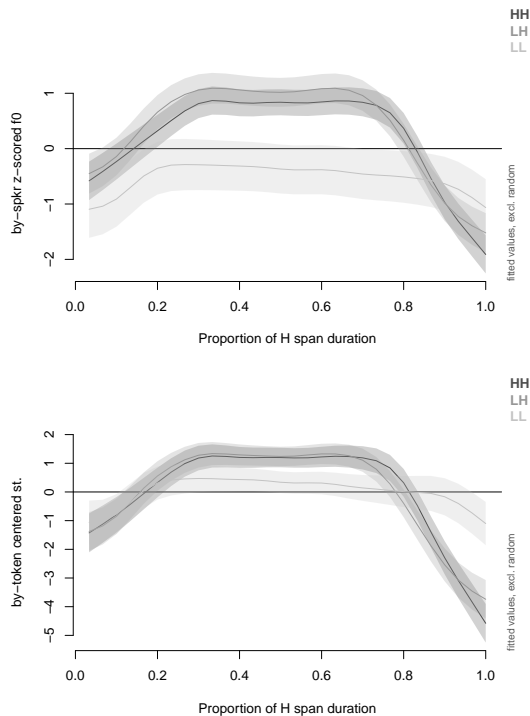 HH
LH
LL
1
0
−1
−2
by−spkr z−scored f0
fitted values, excl. random
0.0 0.2 0.4 0.6 0.8 1.0
Proportion of H span duration
HH
LH
LL
2
1
0
−1
−2
−3
−4
−5
by−token centered st.
fitted values, excl. random
0.0 0.2 0.4 0.6 0.8 1.0
Proportion of H span duration